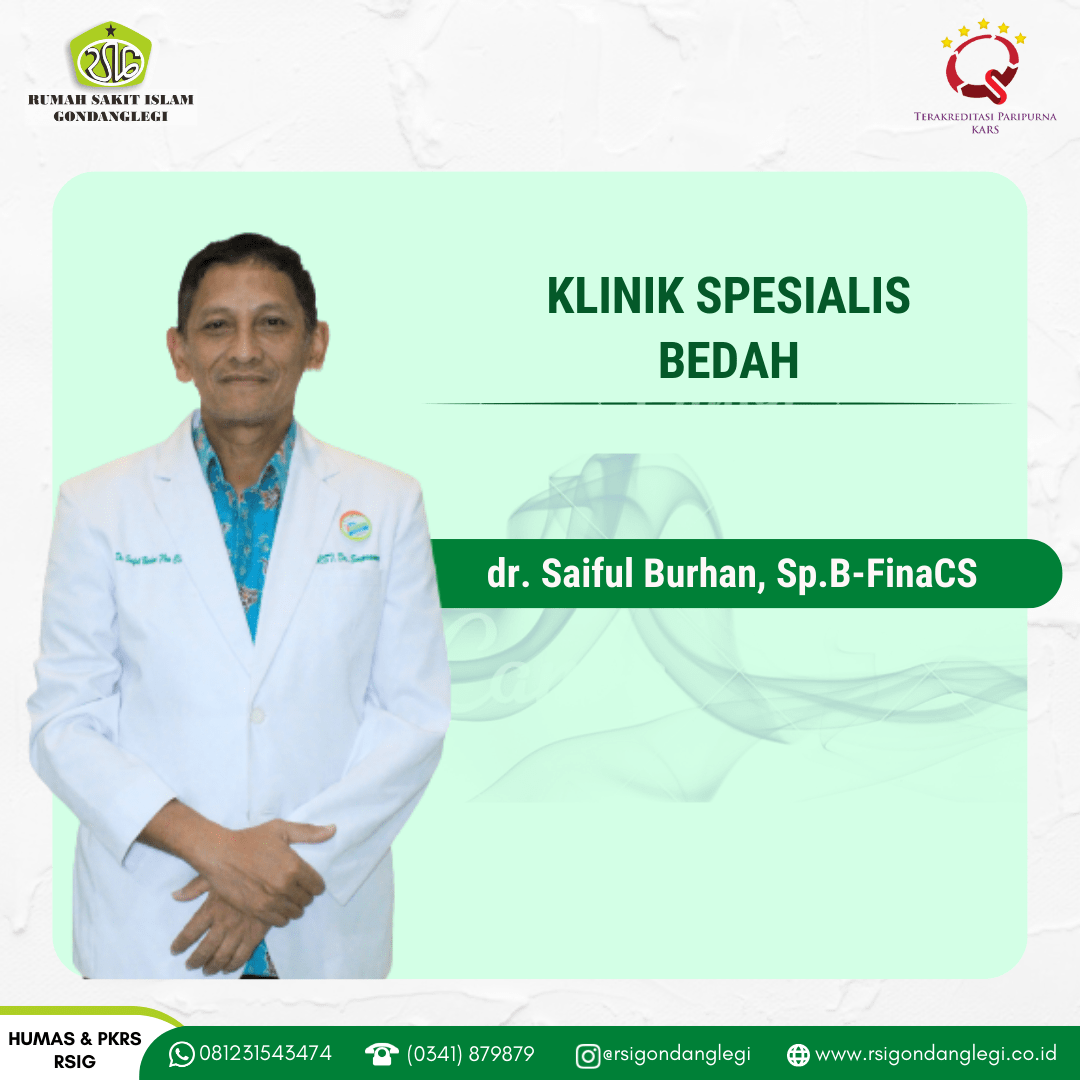 RSIG
RUMAH SAKIT ISLAM
GONDANGLEGI
TERAKREDITASI PARIPURNA
KARS
KLINIK SPESIALIS
BEDAH
dr. Saiful Burhan, Sp.B-FinaCS
HUMAS & PKRS
RSIG
081231543474
(0341) 879879
@rsigondanglegi
www.rsigondanglegi.co.id